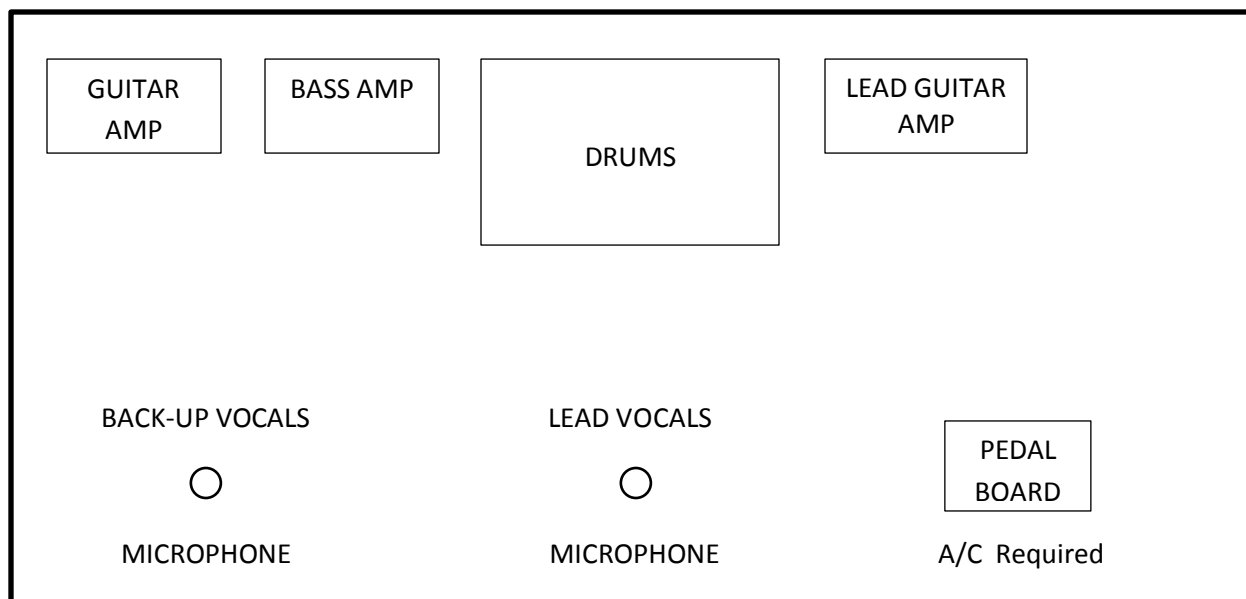 GUITAR
AMP
BASS AMP
DRUMS
LEAD GUITAR
AMP
BACK-UP VOCALS
MICROPHONE
LEAD VOCALS
MICROPHONE
PEDAL
BOARD
A/C Required